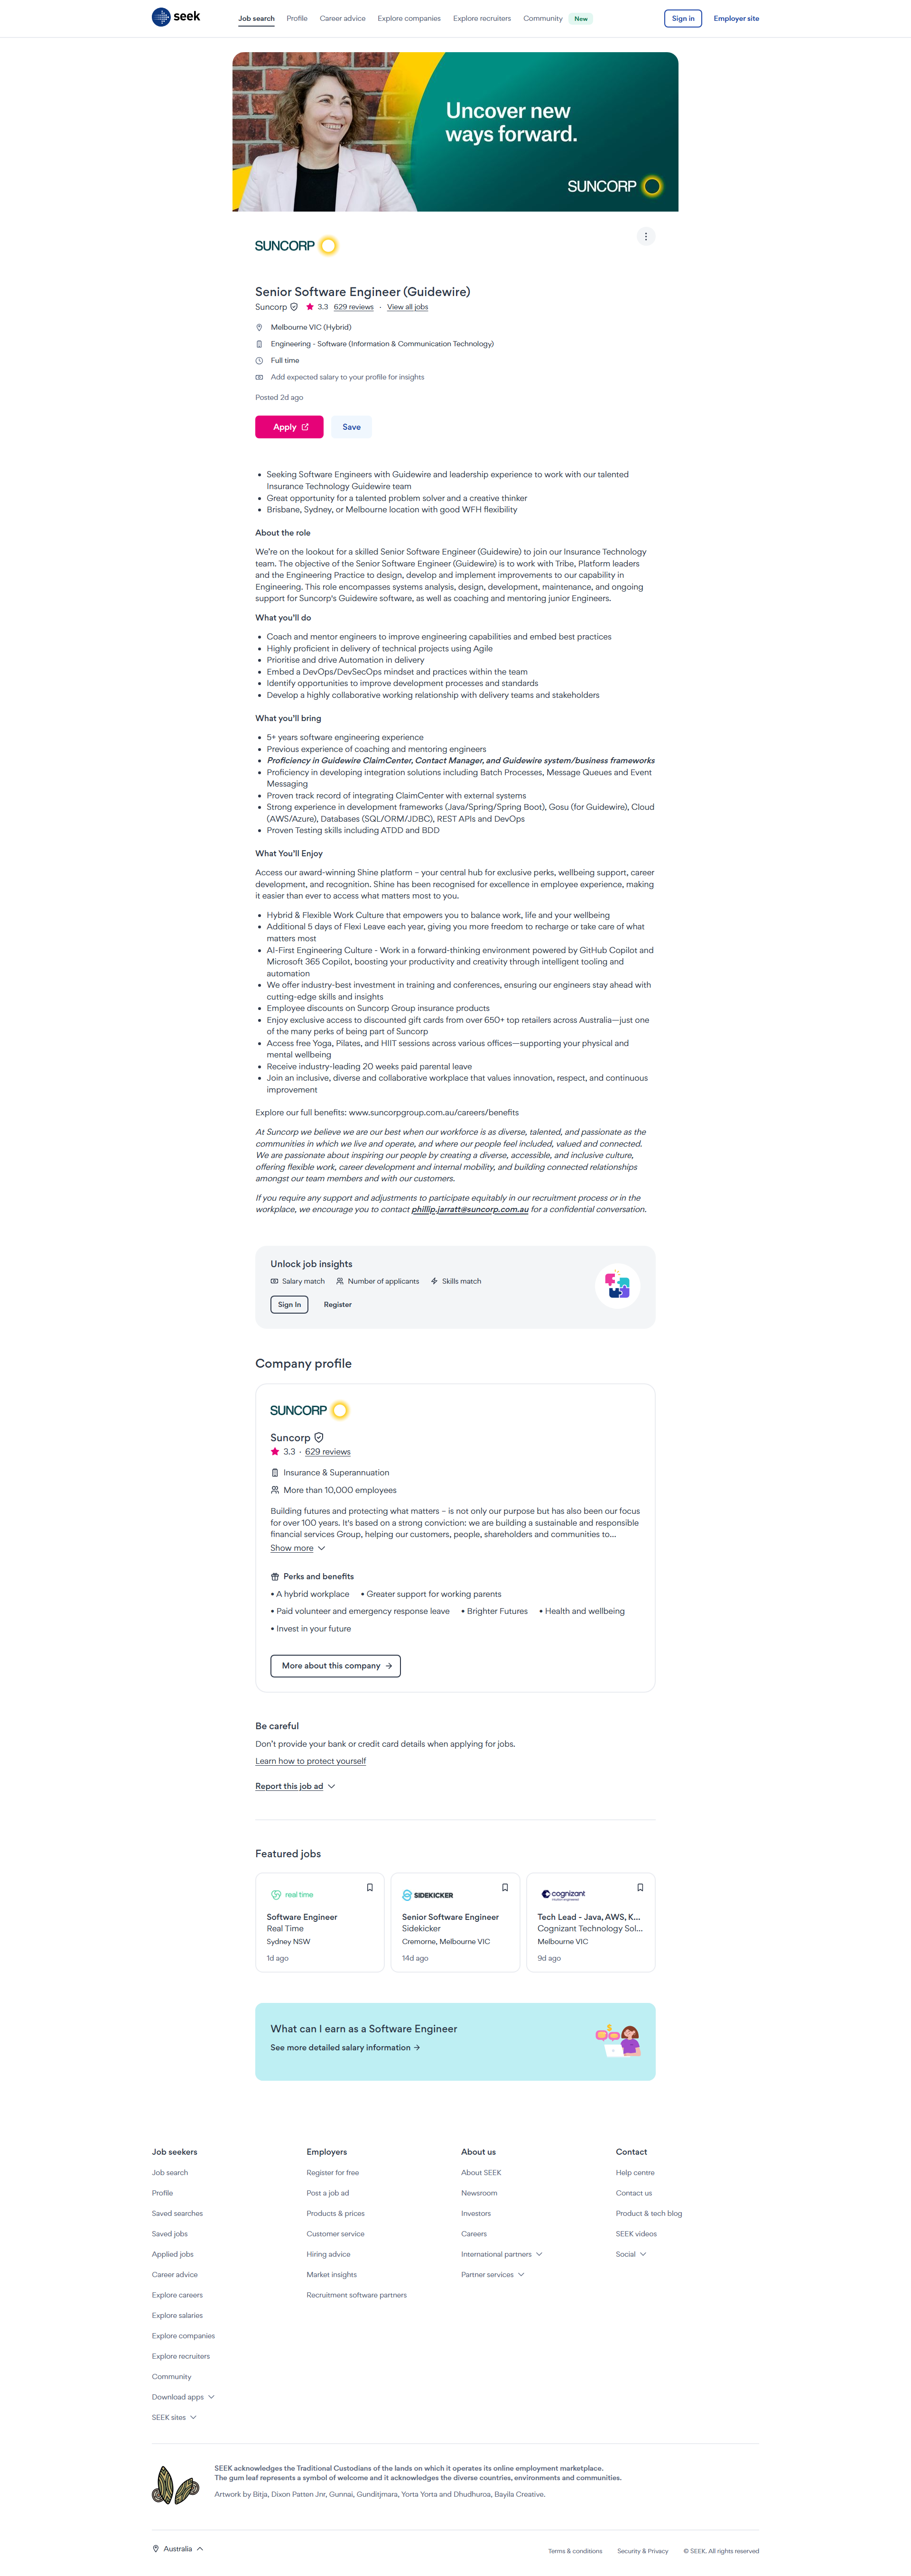 seek
Job search Profile Career advice Explore companies Explore recruiters Community New Sign in Employer site
Uncover new
ways forward.
SUNCORP
SUNCORP
Senior Software Engineer (Guidewire)
Suncorp 3.3 629 reviews · View all jobs
Melbourne VIC (Hybrid)
Engineering - Software (Information & Communication Technology)
Full time
Add expected salary to your profile for insights
Posted 2d ago
Apply Save
• Seeking Software Engineers with Guidewire and leadership experience to work with our talented
Insurance Technology Guidewire team
• Great opportunity for a talented problem solver and a creative thinker
• Brisbane, Sydney, or Melbourne location with good WFH flexibility
About the role
We're on the lookout for a skilled Senior Software Engineer (Guidewire) to join our Insurance Technology
team. The objective of the Senior Software Engineer (Guidewire) is to work with Tribe, Platform leaders
and the Engineering Practice to design, develop and implement improvements to our capability in
Engineering. This role encompasses systems analysis, design, development, maintenance, and ongoing
support for Suncorp's Guidewire software, as well as coaching and mentoring junior Engineers.
What you'll do
• Coach and mentor engineers to improve engineering capabilities and embed best practices
• Highly proficient in delivery of technical projects using Agile
• Prioritise and drive Automation in delivery
• Embed a DevOps/DevSecOps mindset and practices within the team
• Identify opportunities to improve development processes and standards
• Develop a highly collaborative working relationship with delivery teams and stakeholders
What you'll bring
• 5+ years software engineering experience
• Previous experience of coaching and mentoring engineers
• Proficiency in Guidewire ClaimCenter, Contact Manager, and Guidewire system/business frameworks
• Proficiency in developing integration solutions including Batch Processes, Message Queues and Event
Messaging
• Proven track record of integrating ClaimCenter with external systems
• Strong experience in development frameworks (Java/Spring/Spring Boot), Gosu (for Guidewire), Cloud
(AWS/Azure), Databases (SQL/ORM/JDBC), REST APIs and DevOps
• Proven Testing skills including ATDD and BDD
What You'll Enjoy
Access our award-winning Shine platform – your central hub for exclusive perks, wellbeing support, career
development, and recognition. Shine has been recognised for excellence in employee experience, making
it easier than ever to access what matters most to you.
• Hybrid & Flexible Work Culture that empowers you to balance work, life and your wellbeing
• Additional 5 days of Flexi Leave each year, giving you more freedom to recharge or take care of what
matters most
• AI-First Engineering Culture - Work in a forward-thinking environment powered by GitHub Copilot and
Microsoft 365 Copilot, boosting your productivity and creativity through intelligent tooling and
automation
• We offer industry-best investment in training and conferences, ensuring our engineers stay ahead with
cutting-edge skills and insights
• Employee discounts on Suncorp Group insurance products
• Enjoy exclusive access to discounted gift cards from over 650+ top retailers across Australia—just one
of the many perks of being part of Suncorp
• Access free Yoga, Pilates, and HIIT sessions across various offices—supporting your physical and
mental wellbeing
• Receive industry-leading 20 weeks paid parental leave
• Join an inclusive, diverse and collaborative workplace that values innovation, respect, and continuous
improvement
Explore our full benefits: www.suncorpgroup.com.au/careers/benefits
At Suncorp we believe we are our best when our workforce is as diverse, talented, and passionate as the
communities in which we live and operate, and where our people feel included, valued and connected.
We are passionate about inspiring our people by creating a diverse, accessible, and inclusive culture,
offering flexible work, career development and internal mobility, and building connected relationships
amongst our team members and with our customers.
If you require any support and adjustments to participate equitably in our recruitment process or in the
workplace, we encourage you to contact phillip.jarratt@suncorp.com.au for a confidential conversation.
Unlock job insights
Salary match Number of applicants Skills match
Sign In Register
Company profile
SUNCORP
Suncorp
3.3 · 629 reviews
Insurance & Superannuation
More than 10,000 employees
Building futures and protecting what matters – is not only our purpose but has also been our focus
for over 100 years. It's based on a strong conviction: we are building a sustainable and responsible
financial services Group, helping our customers, people, shareholders and communities to...
Show more
Perks and benefits
• A hybrid workplace • Greater support for working parents
• Paid volunteer and emergency response leave • Brighter Futures • Health and wellbeing
• Invest in your future
More about this company
Be careful
Don't provide your bank or credit card details when applying for jobs.
Learn how to protect yourself
Report this job ad
Featured jobs
real time
Software Engineer
Real Time
Sydney NSW
1d ago
SIDEKICKER
Senior Software Engineer
Sidekicker
Cremorne, Melbourne VIC
14d ago
cognizant
Tech Lead - Java, AWS, K...
Cognizant Technology Sol...
Melbourne VIC
9d ago
What can I earn as a Software Engineer
See more detailed salary information
Job seekers
Job search
Profile
Saved searches
Saved jobs
Applied jobs
Career advice
Explore careers
Explore salaries
Explore companies
Explore recruiters
Community
Download apps
SEEK sites
Employers
Register for free
Post a job ad
Products & prices
Customer service
Hiring advice
Market insights
Recruitment software partners
About us
About SEEK
Newsroom
Investors
Careers
International partners
Partner services
Contact
Help centre
Contact us
Product & tech blog
SEEK videos
Social
SEEK acknowledges the Traditional Custodians of the lands on which it operates its online employment marketplace.
The gum leaf represents a symbol of welcome and it acknowledges the diverse countries, environments and communities.
Artwork by Bitja, Dixon Patten Jnr, Gunnai, Gunditjmara, Yorta Yorta and Dhudhuroa, Bayila Creative.
Australia
Terms & conditions Security & Privacy © SEEK. All rights reserved